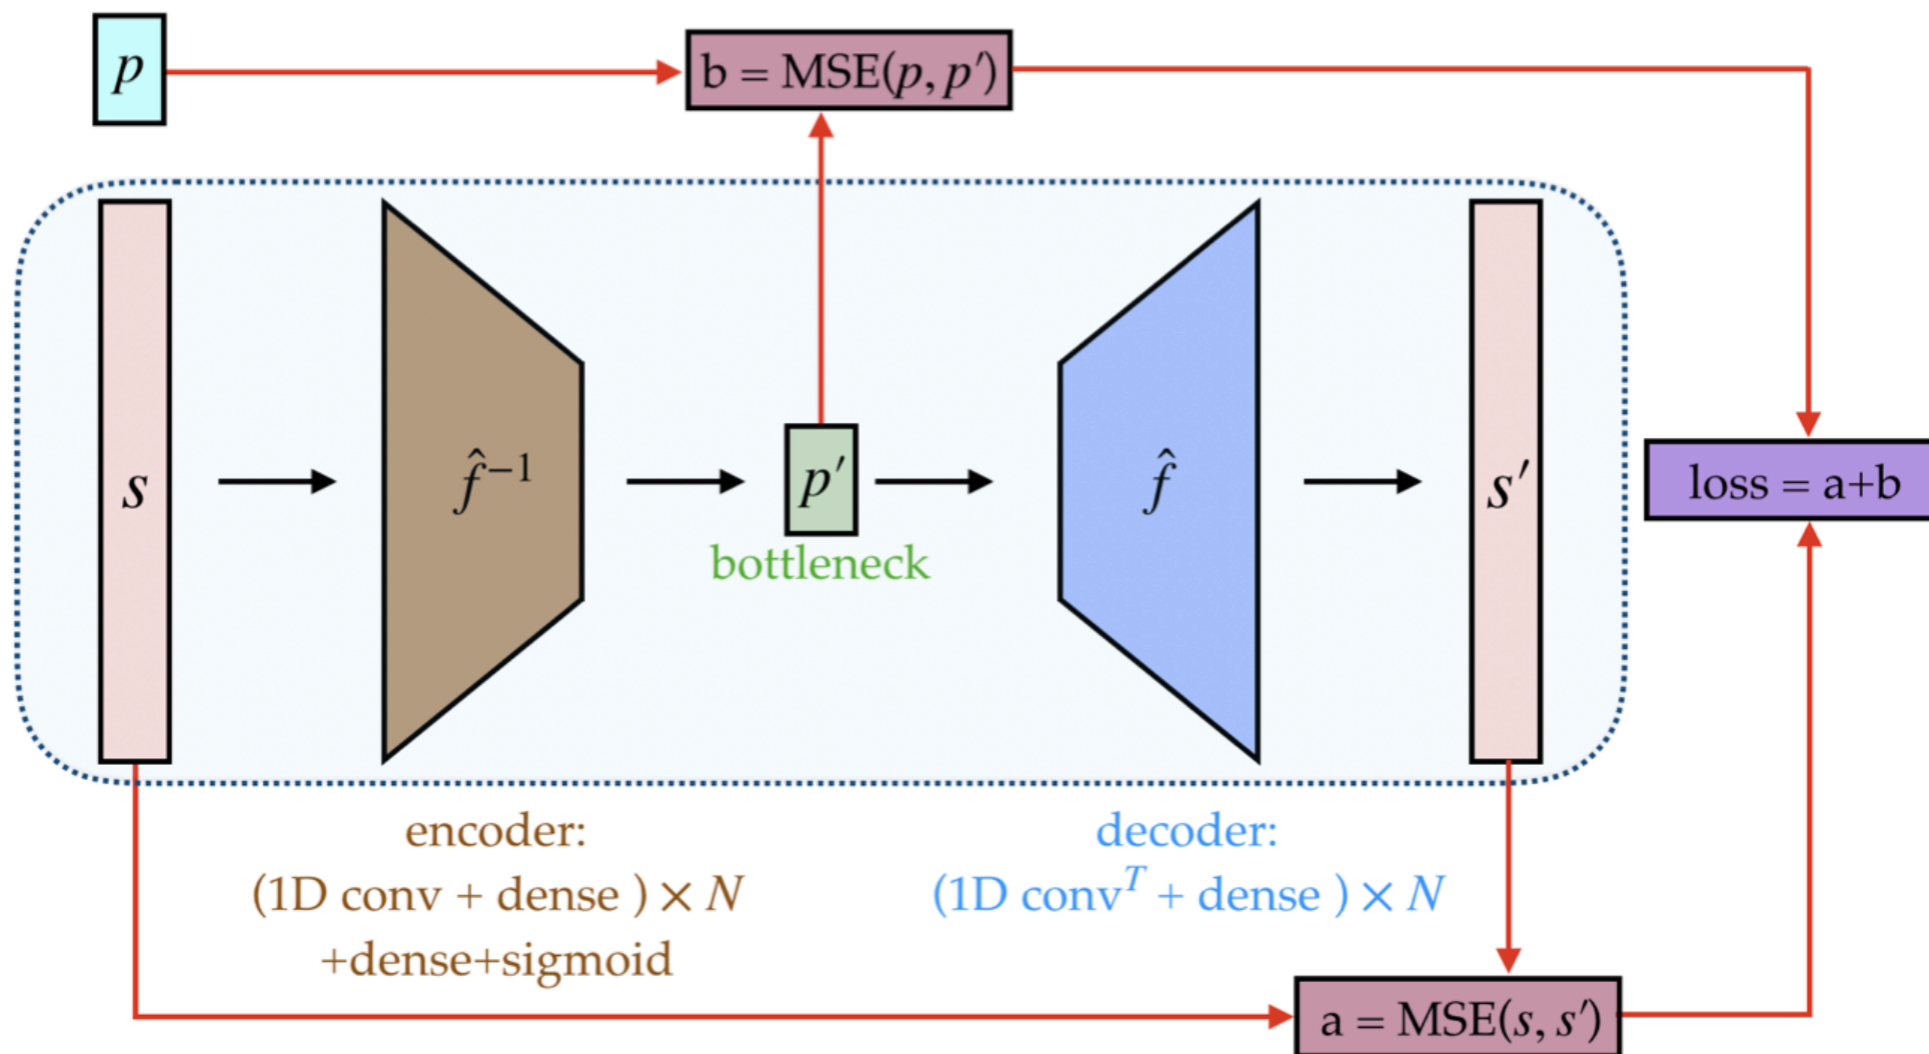 p
b = MSE(p, p′)
s
f̂⁻¹
p′
bottleneck
f̂
s′
loss = a+b
encoder:
(1D conv + dense ) × N
+dense+sigmoid
decoder:
(1D convᵀ + dense ) × N
a = MSE(s, s′)